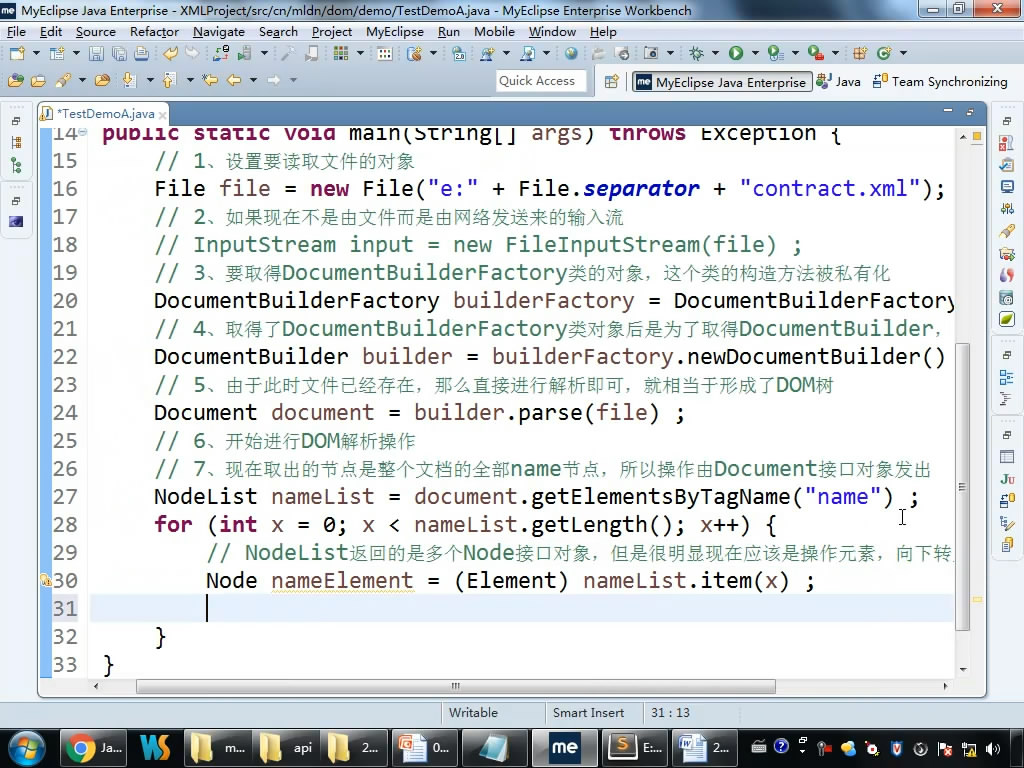 MyEclipse Java Enterprise - XMLProject/src/cn/mldn/dom/demo/TestDemoA.java - MyEclipse Enterprise Workbench
File Edit Source Refactor Navigate Search Project MyEclipse Run Mobile Window Help
Quick Access
me MyEclipse Java Enterprise
Java
Team Synchronizing
*TestDemoA.java
14 public static void main(String[] args) throws Exception {
15 // 1、设置要读取文件的对象
16 File file = new File("e:" + File.separator + "contract.xml");
17 // 2、如果现在不是由文件而是由网络发送来的输入流
18 // InputStream input = new FileInputStream(file) ;
19 // 3、要取得DocumentBuilderFactory类的对象，这个类的构造方法被私有化
20 DocumentBuilderFactory builderFactory = DocumentBuilderFactory
21 // 4、取得了DocumentBuilderFactory类对象后是为了取得DocumentBuilder，
22 DocumentBuilder builder = builderFactory.newDocumentBuilder()
23 // 5、由于此时文件已经存在，那么直接进行解析即可，就相当于形成了DOM树
24 Document document = builder.parse(file) ;
25 // 6、开始进行DOM解析操作
26 // 7、现在取出的节点是整个文档的全部name节点，所以操作由Document接口对象发出
27 NodeList nameList = document.getElementsByTagName("name") ;
28 for (int x = 0; x < nameList.getLength(); x++) {
29 // NodeList返回的是多个Node接口对象，但是很明显现在应该是操作元素，向下转
30 Node nameElement = (Element) nameList.item(x) ;
31
32 }
33 }
Writable
Smart Insert
31 : 13
Ja...
m...
api
2...
0...
me
E:...
2...